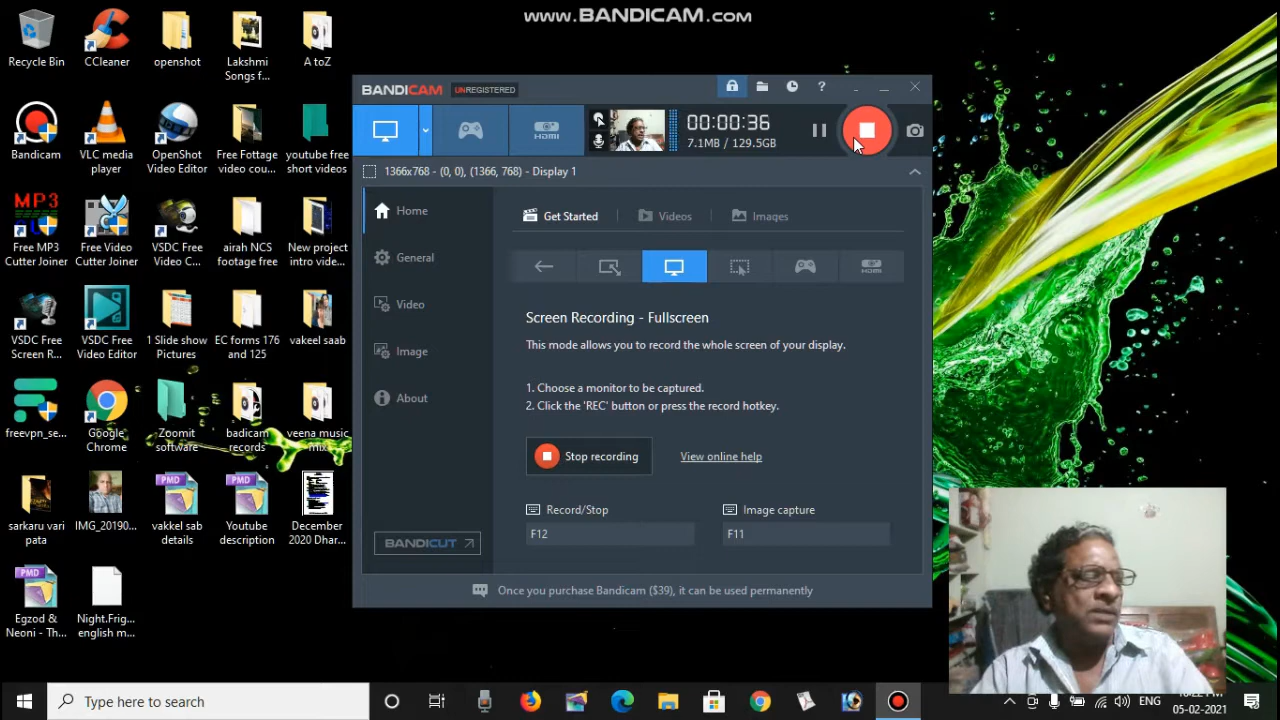 www.BANDICAM.com
Recycle Bin
CCleaner
openshot
Lakshmi
Songs f...
A toZ
Bandicam
VLC media
player
OpenShot
Video Editor
Free Fottage
video cou...
youtube free
short videos
MP3
Free MP3
Cutter Joiner
Free Video
Cutter Joiner
VSDC Free
Video C...
airah NCS
footage free
New project
intro vide...
VSDC Free
Screen R...
VSDC Free
Video Editor
1 Slide show
Pictures
EC forms 176
and 125
vakeel saab
freevpn_se...
Google
Chrome
Zoomit
software
badicam
records
veena music
mix
sarkaru vari
pata
IMG_20190...
PMD
vakkel sab
details
PMD
Youtube
description
December
2020 Dhar...
PMD
Egzod &
Neoni - Th...
Night.Frig...
english m...
BANDICAM UNREGISTERED
?
HDMI
00:00:36
7.1MB / 129.5GB
1366x768 - (0, 0), (1366, 768) - Display 1
Home
General
Video
Image
About
BANDICUT
Get Started
Videos
Images
HDMI
Screen Recording - Fullscreen
This mode allows you to record the whole screen of your display.
1. Choose a monitor to be captured.
2. Click the 'REC' button or press the record hotkey.
Stop recording
View online help
Record/Stop
F12
Image capture
F11
Once you purchase Bandicam ($39), it can be used permanently
Type here to search
ENG
10:22 PM
05-02-2021